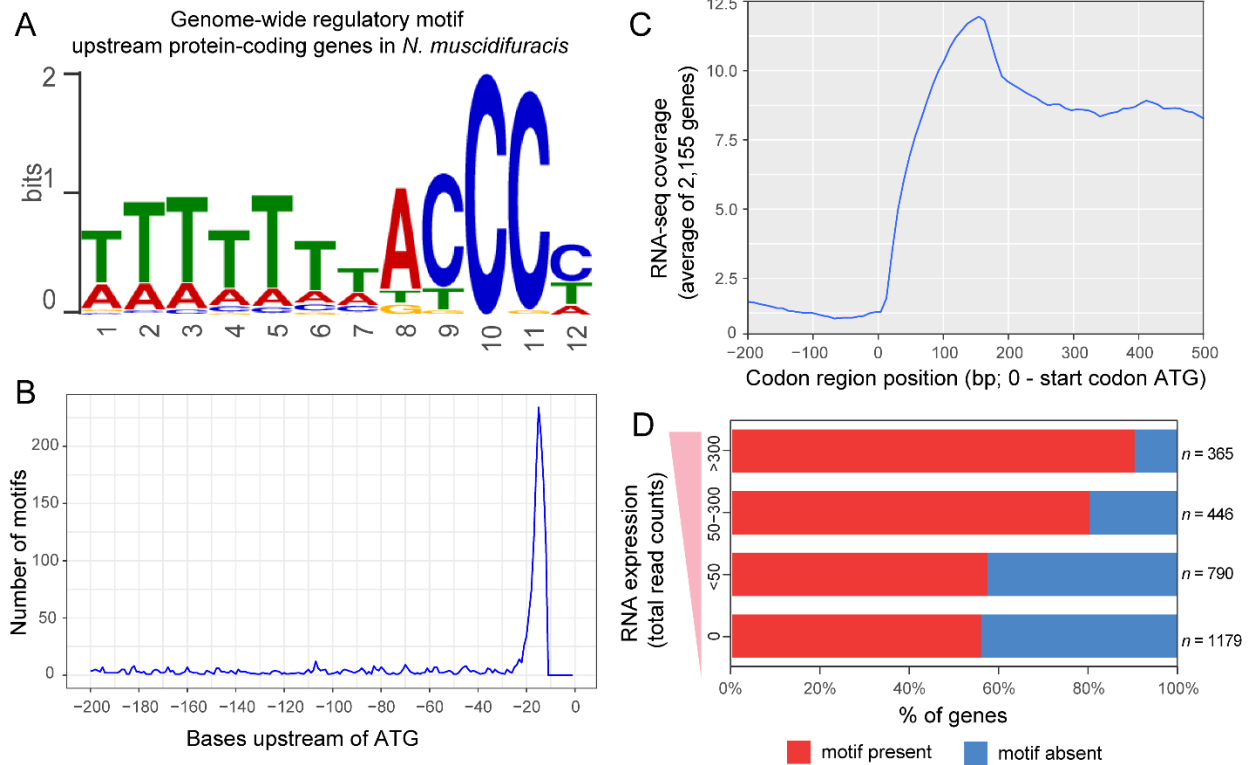 A
Genome-wide regulatory motif
upstream protein-coding genes in N. muscidifuracis
bits
2
1
0
TTTTTTTACCCC
AAAAAAATT T
A
1 2 3 4 5 6 7 8 9 10 11 12
B
Number of motifs
200
150
100
50
0
−200 −180 −160 −140 −120 −100 −80 −60 −40 −20 0
Bases upstream of ATG
C
RNA-seq coverage
(average of 2,155 genes)
12.5
10.0
7.5
5.0
2.5
0
−200 −100 0 100 200 300 400 500
Codon region position (bp; 0 - start codon ATG)
D
RNA expression
(total read counts)
>300
n = 365
50−300
n = 446
<50
n = 790
0
n = 1179
0% 20% 40% 60% 80% 100%
% of genes
motif present motif absent